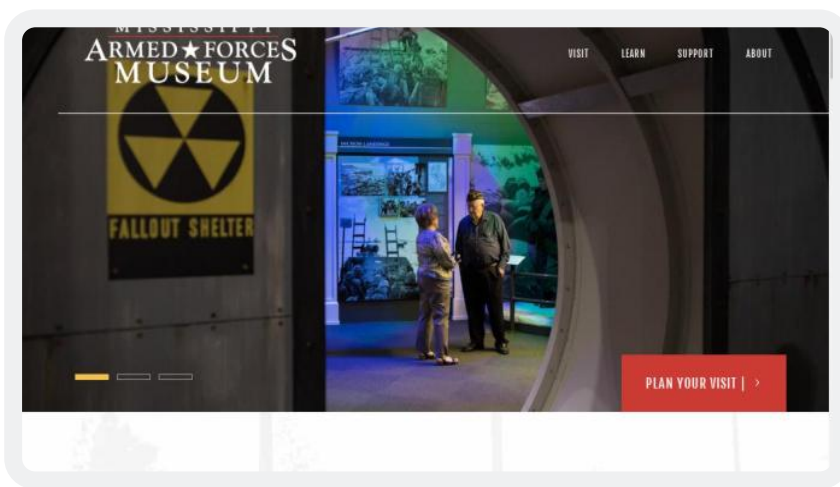 MISSISSIPPI
ARMED★FORCES
MUSEUM
VISIT
LEARN
SUPPORT
ABOUT
FALLOUT SHELTER
PLAN YOUR VISIT | >